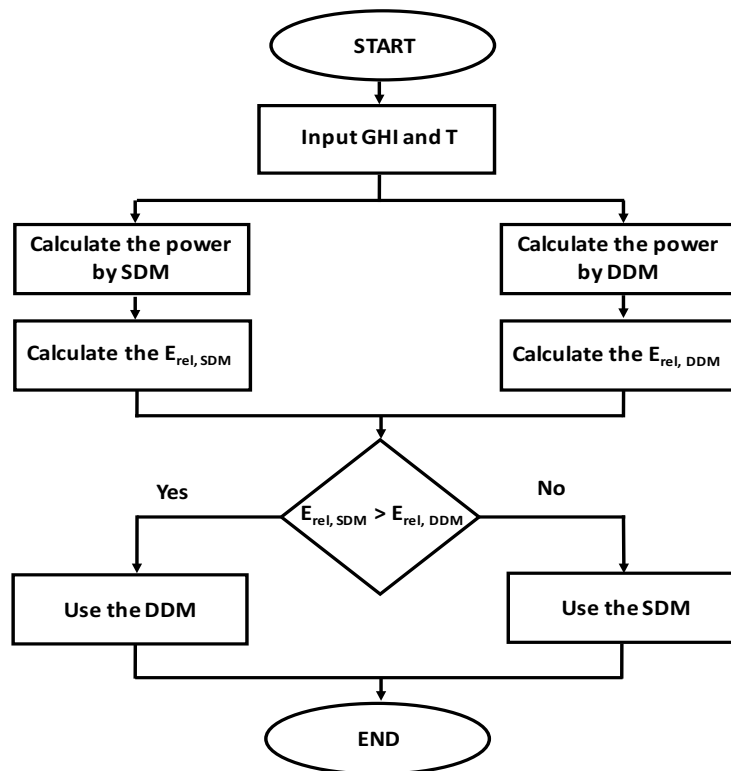 START
Input GHI and T
Calculate the power
by SDM
Calculate the power
by DDM
Calculate the E_rel, SDM
Calculate the E_rel, DDM
Yes
No
E_rel, SDM > E_rel, DDM
Use the DDM
Use the SDM
END